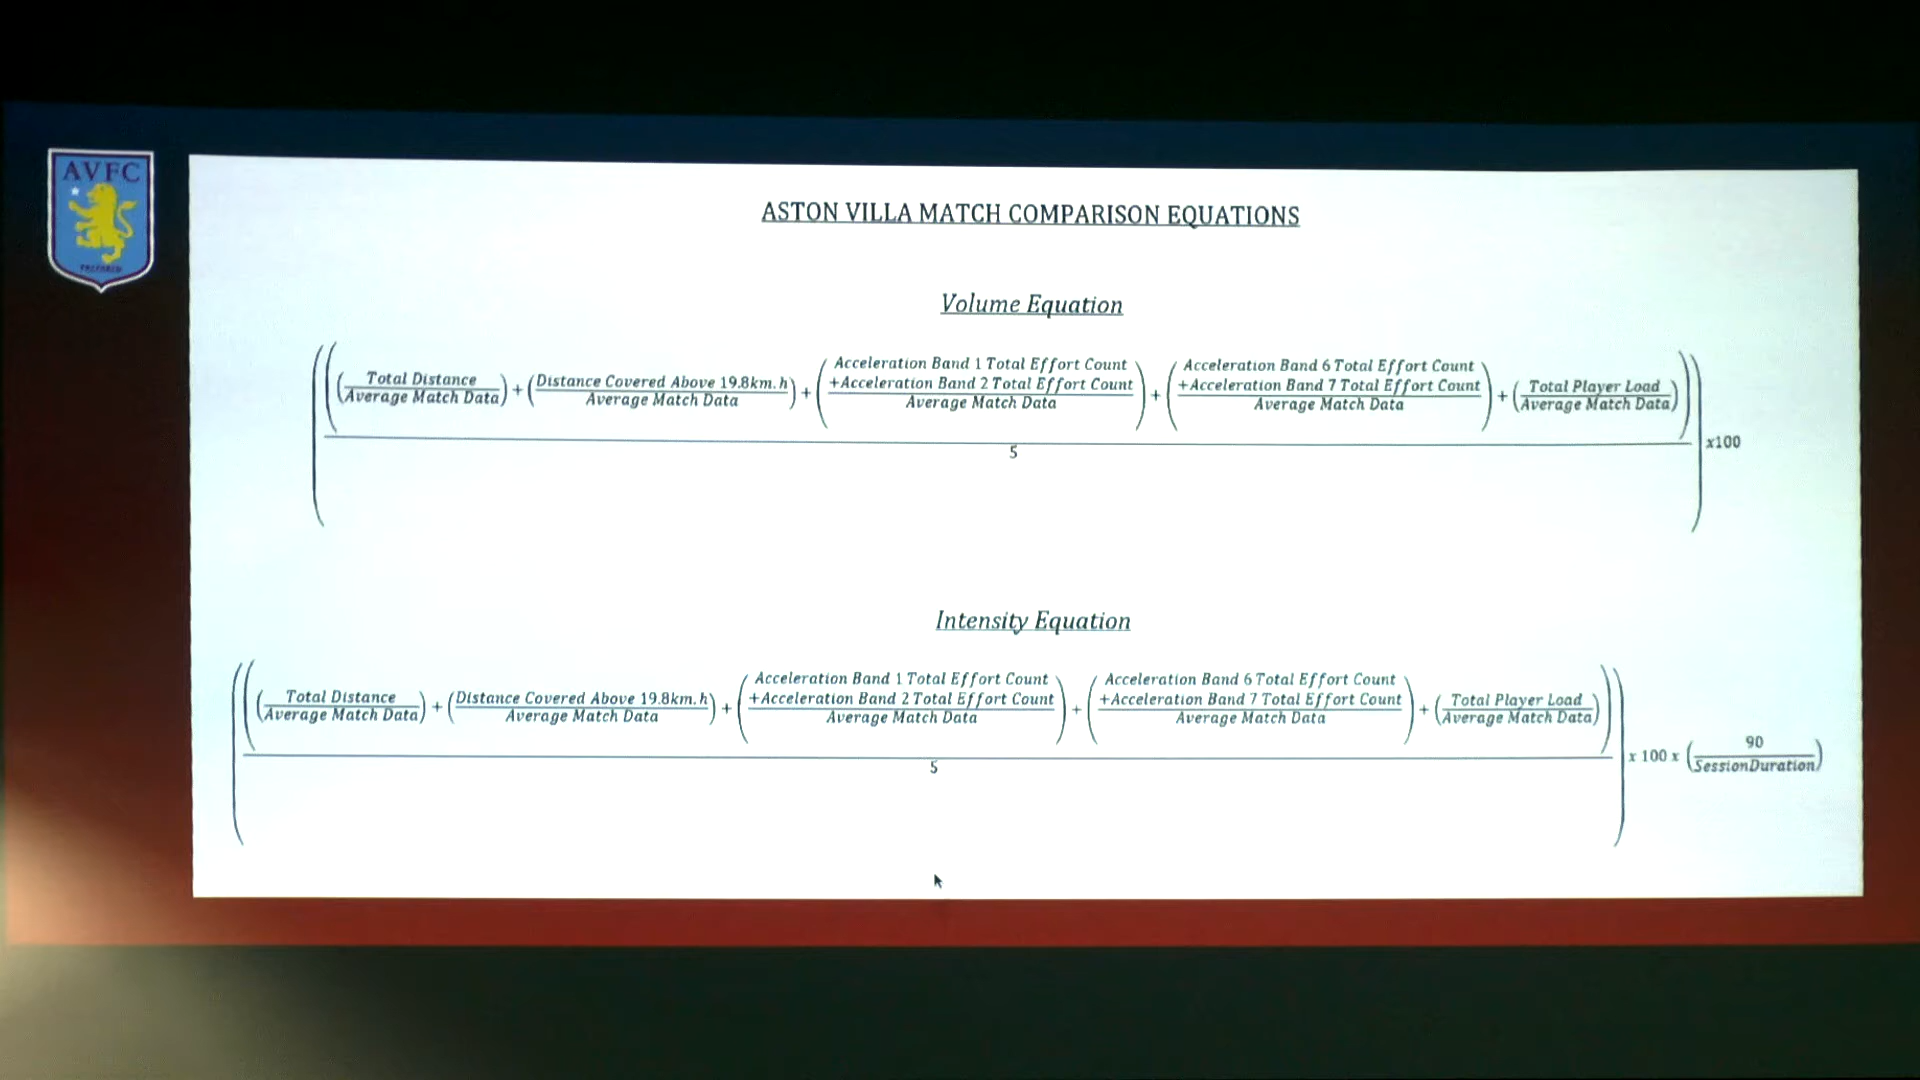 AVFC
PREPARED
ASTON VILLA MATCH COMPARISON EQUATIONS
Volume Equation
(((Total Distance / Average Match Data) + (Distance Covered Above 19.8km.h / Average Match Data) + (Acceleration Band 1 Total Effort Count +Acceleration Band 2 Total Effort Count / Average Match Data) + (Acceleration Band 6 Total Effort Count +Acceleration Band 7 Total Effort Count / Average Match Data) + (Total Player Load / Average Match Data)) / 5) x100
Intensity Equation
(((Total Distance / Average Match Data) + (Distance Covered Above 19.8km.h / Average Match Data) + (Acceleration Band 1 Total Effort Count +Acceleration Band 2 Total Effort Count / Average Match Data) + (Acceleration Band 6 Total Effort Count +Acceleration Band 7 Total Effort Count / Average Match Data) + (Total Player Load / Average Match Data)) / 5) x 100 x (90 / SessionDuration)